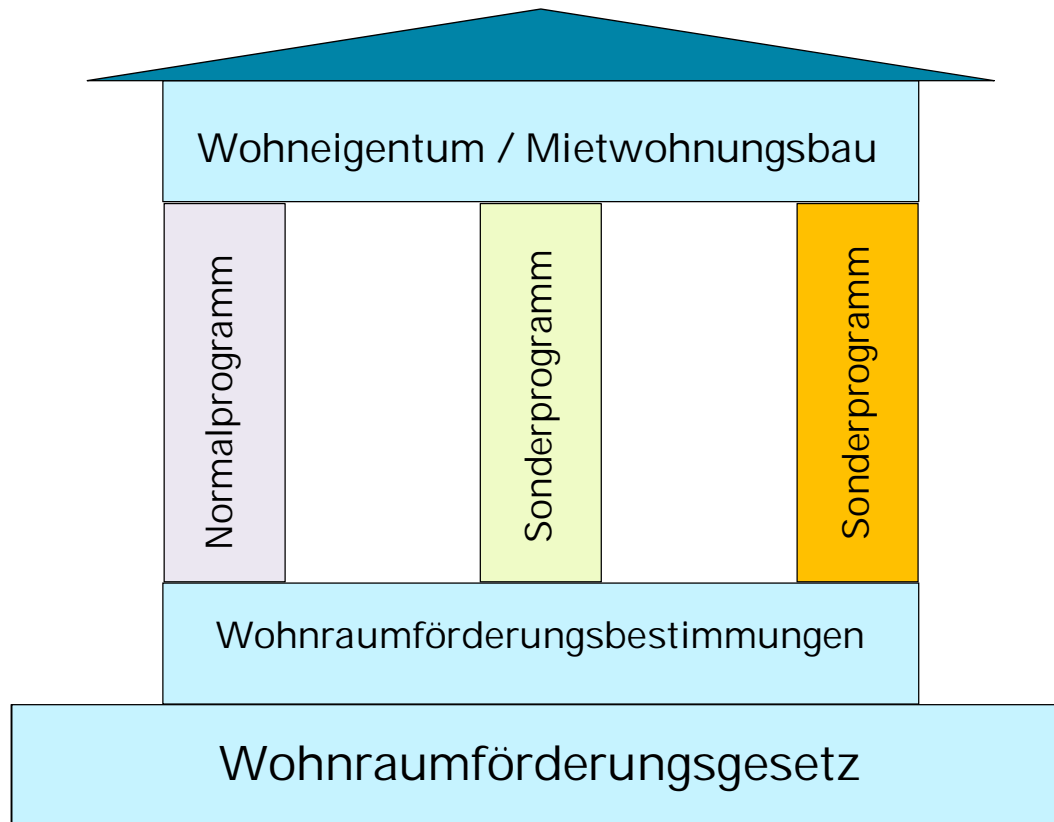 Wohneigentum / Mietwohnungsbau
Normalprogramm
Sonderprogramm
Sonderprogramm
Wohnraumförderungsbestimmungen
Wohnraumförderungsgesetz